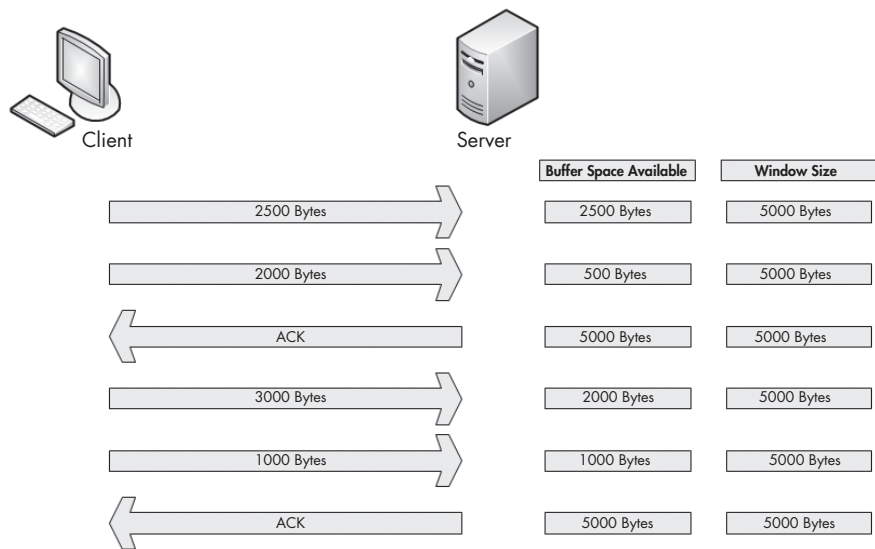 Client
Server
Buffer Space Available Window Size
2500 Bytes 2500 Bytes 5000 Bytes
2000 Bytes 500 Bytes 5000 Bytes
ACK 5000 Bytes 5000 Bytes
3000 Bytes 2000 Bytes 5000 Bytes
1000 Bytes 1000 Bytes 5000 Bytes
ACK 5000 Bytes 5000 Bytes